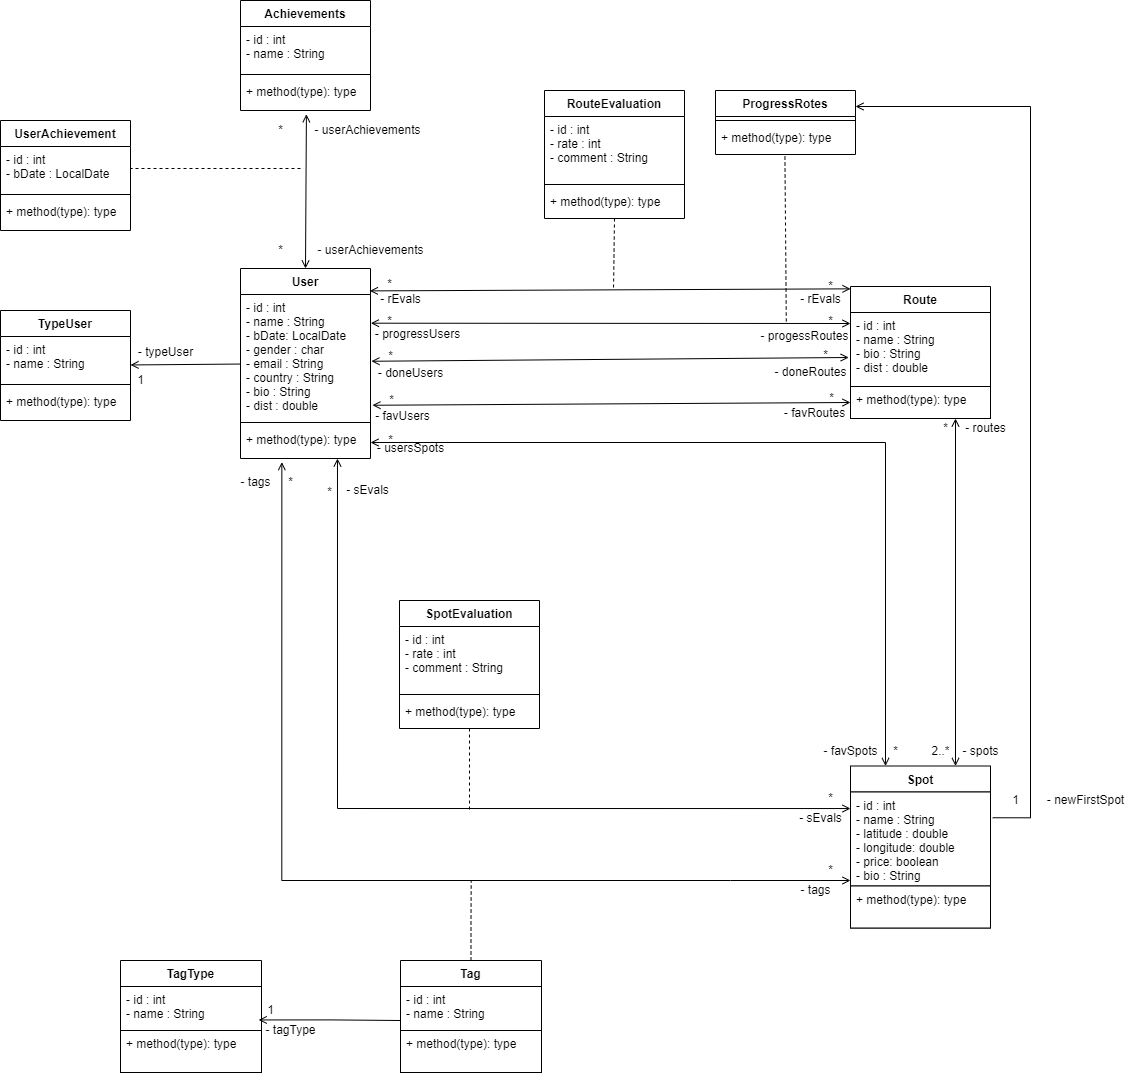 Achievements
- id : int
- name : String
+ method(type): type
* - userAchievements
UserAchievement
- id : int
- bDate : LocalDate
+ method(type): type
* - userAchievements
RouteEvaluation
- id : int
- rate : int
- comment : String
+ method(type): type
ProgressRotes
+ method(type): type
User
- id : int
- name : String
- bDate: LocalDate
- gender : char
- email : String
- country : String
- bio : String
- dist : double
+ method(type): type
TypeUser
- id : int
- name : String
+ method(type): type
- typeUser
1
*
- rEvals
*
- rEvals
*
- progressUsers
*
- progessRoutes
*
- doneUsers
*
- doneRoutes
*
- favUsers
*
- favRoutes
*
- usersSpots
Route
- id : int
- name : String
- bio : String
- dist : double
+ method(type): type
* - routes
- tags *
* - sEvals
SpotEvaluation
- id : int
- rate : int
- comment : String
+ method(type): type
- favSpots *
2..* - spots
Spot
- id : int
- name : String
- latitude : double
- longitude: double
- price: boolean
- bio : String
+ method(type): type
1 - newFirstSpot
*
- sEvals
*
- tags
TagType
- id : int
- name : String
+ method(type): type
1
- tagType
Tag
- id : int
- name : String
+ method(type): type